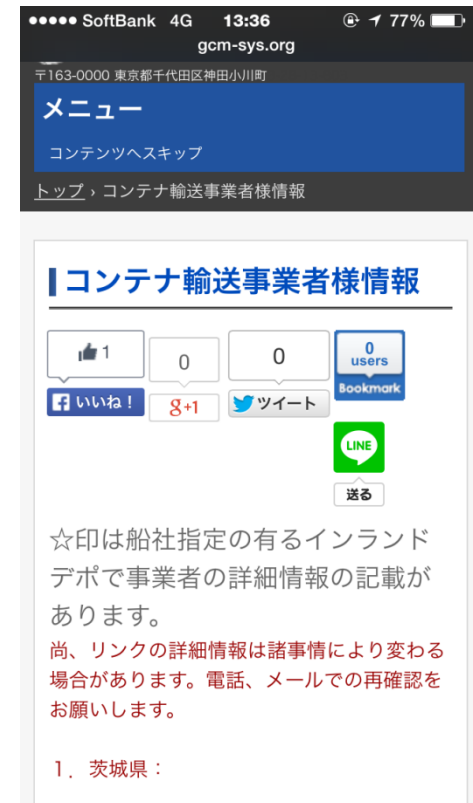 SoftBank 4G 13:36 77%
gcm-sys.org
〒163-0000 東京都千代田区神田小川町
メニュー
コンテンツへスキップ
トップ › コンテナ輸送事業者様情報
コンテナ輸送事業者様情報
1 0 0 0 users
いいね！ g+1 ツイート Bookmark
LINE
送る
☆印は船社指定の有るインランド
デポで事業者の詳細情報の記載が
あります。
尚、リンクの詳細情報は諸事情により変わる
場合があります。電話、メールでの再確認を
お願いします。
１．茨城県：